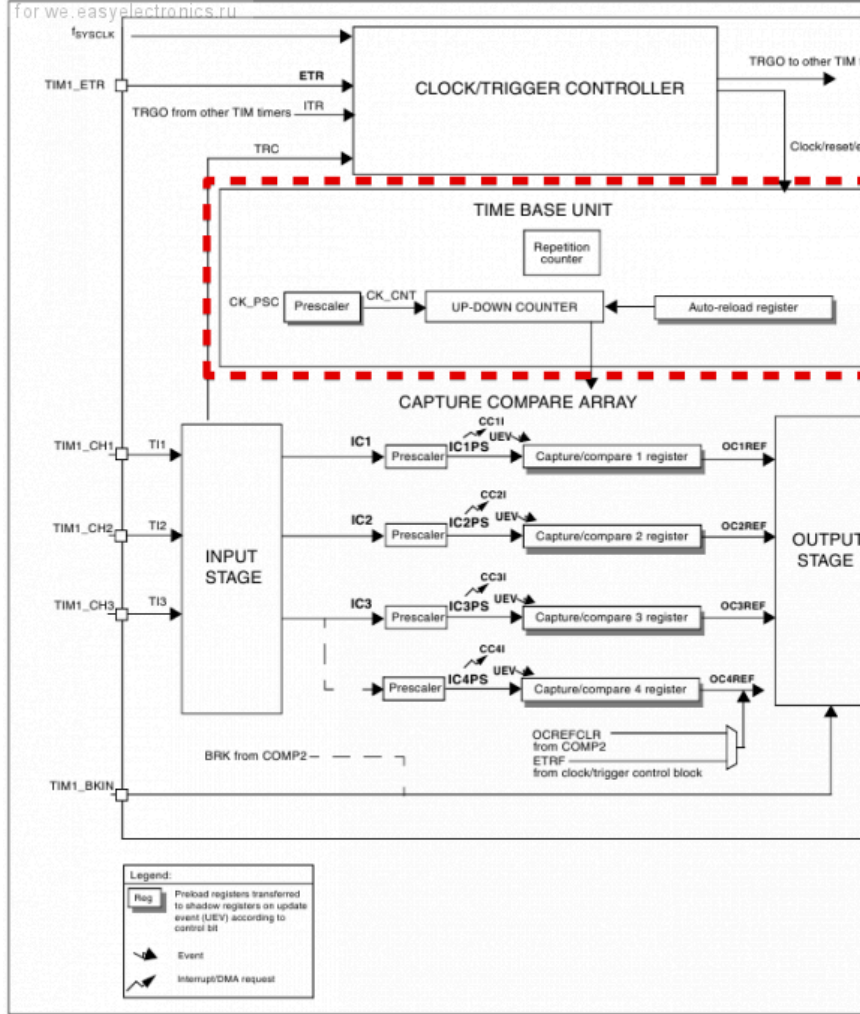 for we.easyelectronics.ru
fSYSCLK
TIM1_ETR
ETR
TRGO from other TIM timers
ITR
TRC
CLOCK/TRIGGER CONTROLLER
TRGO to other TIM
Clock/reset/e
TIME BASE UNIT
Repetition
counter
CK_PSC
Prescaler
CK_CNT
UP-DOWN COUNTER
Auto-reload register
CAPTURE COMPARE ARRAY
TIM1_CH1
TI1
IC1
Prescaler
CC1I
IC1PS
UEV
Capture/compare 1 register
OC1REF
TIM1_CH2
TI2
IC2
Prescaler
CC2I
IC2PS
UEV
Capture/compare 2 register
OC2REF
INPUT
STAGE
OUTPUT
STAGE
TIM1_CH3
TI3
IC3
Prescaler
CC3I
IC3PS
UEV
Capture/compare 3 register
OC3REF
Prescaler
CC4I
IC4PS
UEV
Capture/compare 4 register
OC4REF
OCREFCLR
from COMP2
ETRF
from clock/trigger control block
BRK from COMP2
TIM1_BKIN
Legend:
Reg
Preload registers transferred
to shadow registers on update
event (UEV) according to
control bit
Event
Interrupt/DMA request